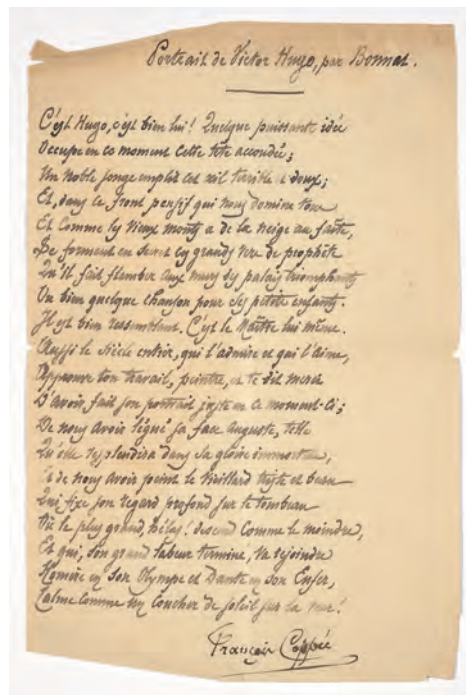 Portrait de Victor Hugo, par Bonnat.
C'est Hugo, c'est bien lui! Quelque puissante idée
Occupe en ce moment cette tête accoudée;
Un noble songe emplit cet œil terrible et doux;
Et, dans ce front pensif qui nous domine tous
Et comme les vieux monts a de la neige au faîte,
Se forment en secret ces grands vers de prophète
Qu'il fait flamber aux murs des palais triomphants
Ou bien quelque chanson pour ses petits enfants.
Il est bien ressemblant. C'est le Maître lui même.
Aussi le siècle entier, qui l'admire et qui l'aime,
Approuve ton travail, peintre, et te dit merci
D'avoir fait son portrait juste en ce moment-ci;
De nous avoir légué sa face auguste, telle
Qu'elle resplendira dans sa gloire immortelle,
Et de nous avoir peint le vieillard triste et beau
Qui fixe son regard profond sur le tombeau
Où le plus grand, hélas! descend comme le moindre,
Et qui, son grand labeur terminé, va rejoindre
Homère en son Olympe et Dante en son Enfer,
Calme comme un coucher de soleil sur la mer!
François Coppée